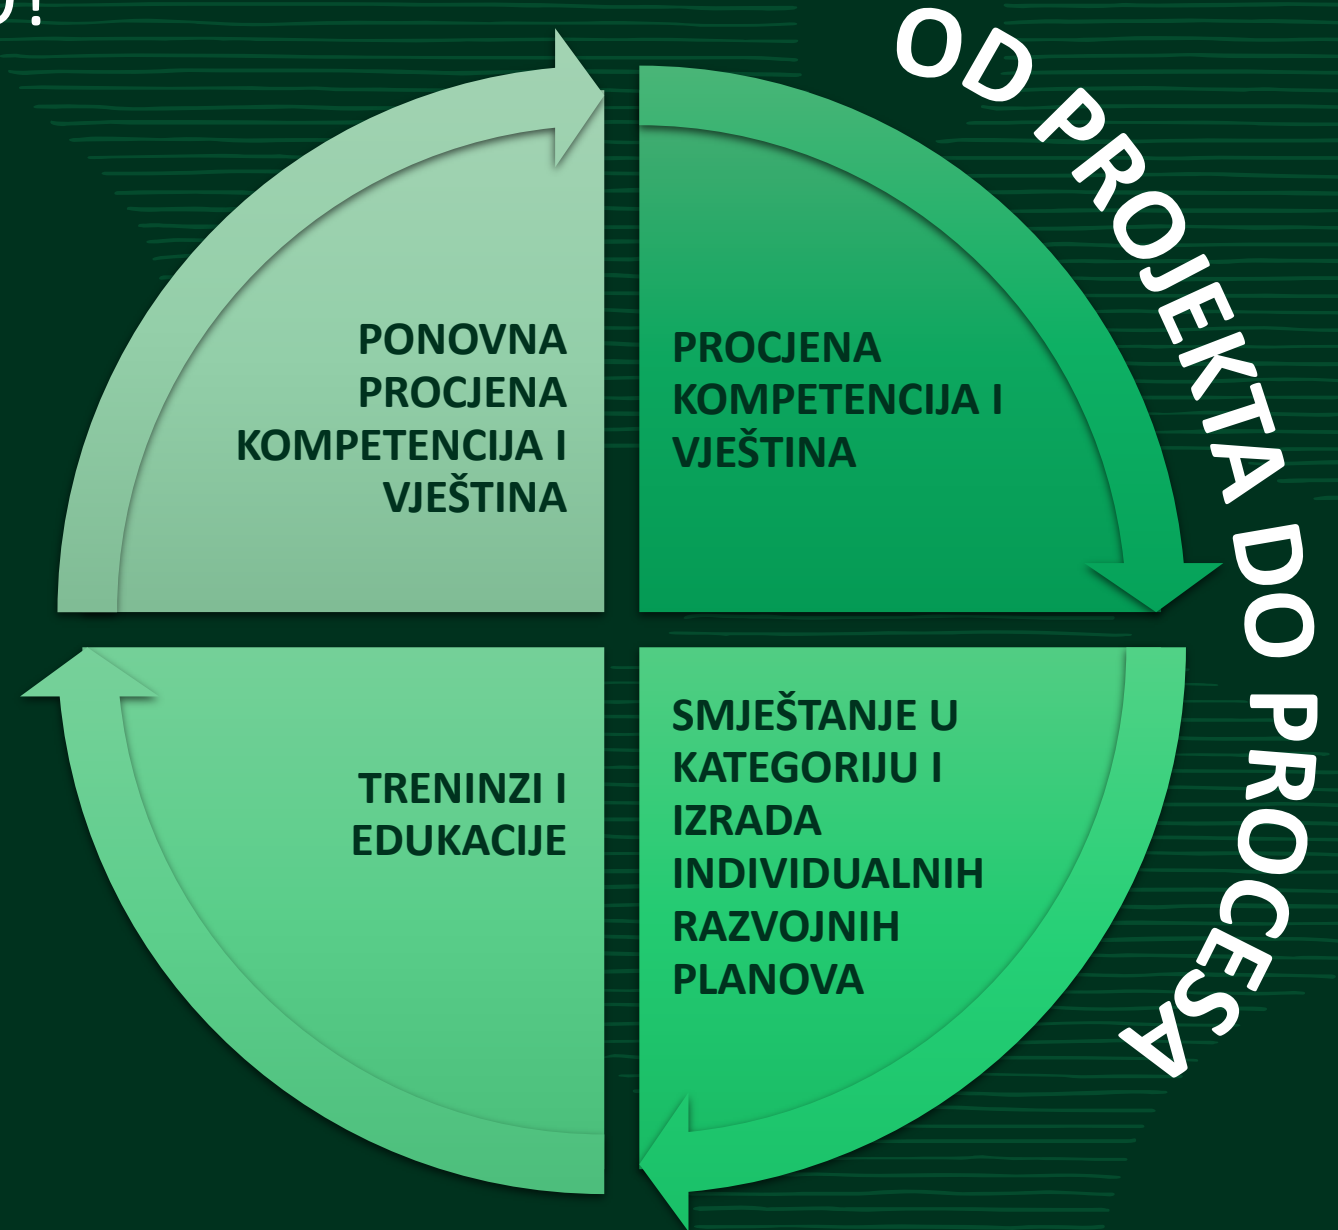 OD PROJEKTA DO PROCESA
PONOVNA
PROCJENA
KOMPETENCIJA I
VJEŠTINA
PROCJENA
KOMPETENCIJA I
VJEŠTINA
TRENINZI I
EDUKACIJE
SMJEŠTANJE U
KATEGORIJU I
IZRADA
INDIVIDUALNIH
RAZVOJNIH
PLANOVA